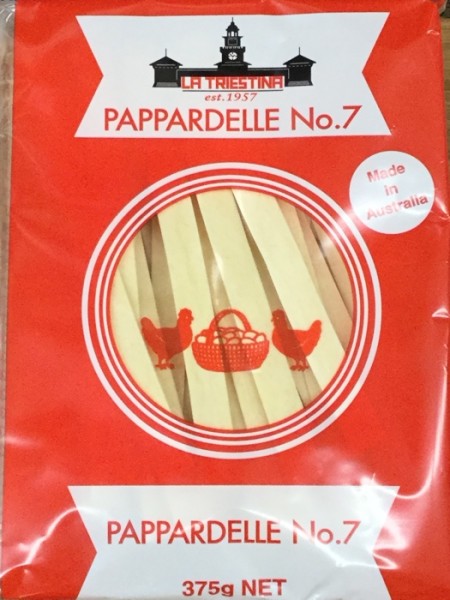 LA TRIESTINA
est.1957
PAPPARDELLE No.7
Made
in
Australia
PAPPARDELLE No.7
375g NET